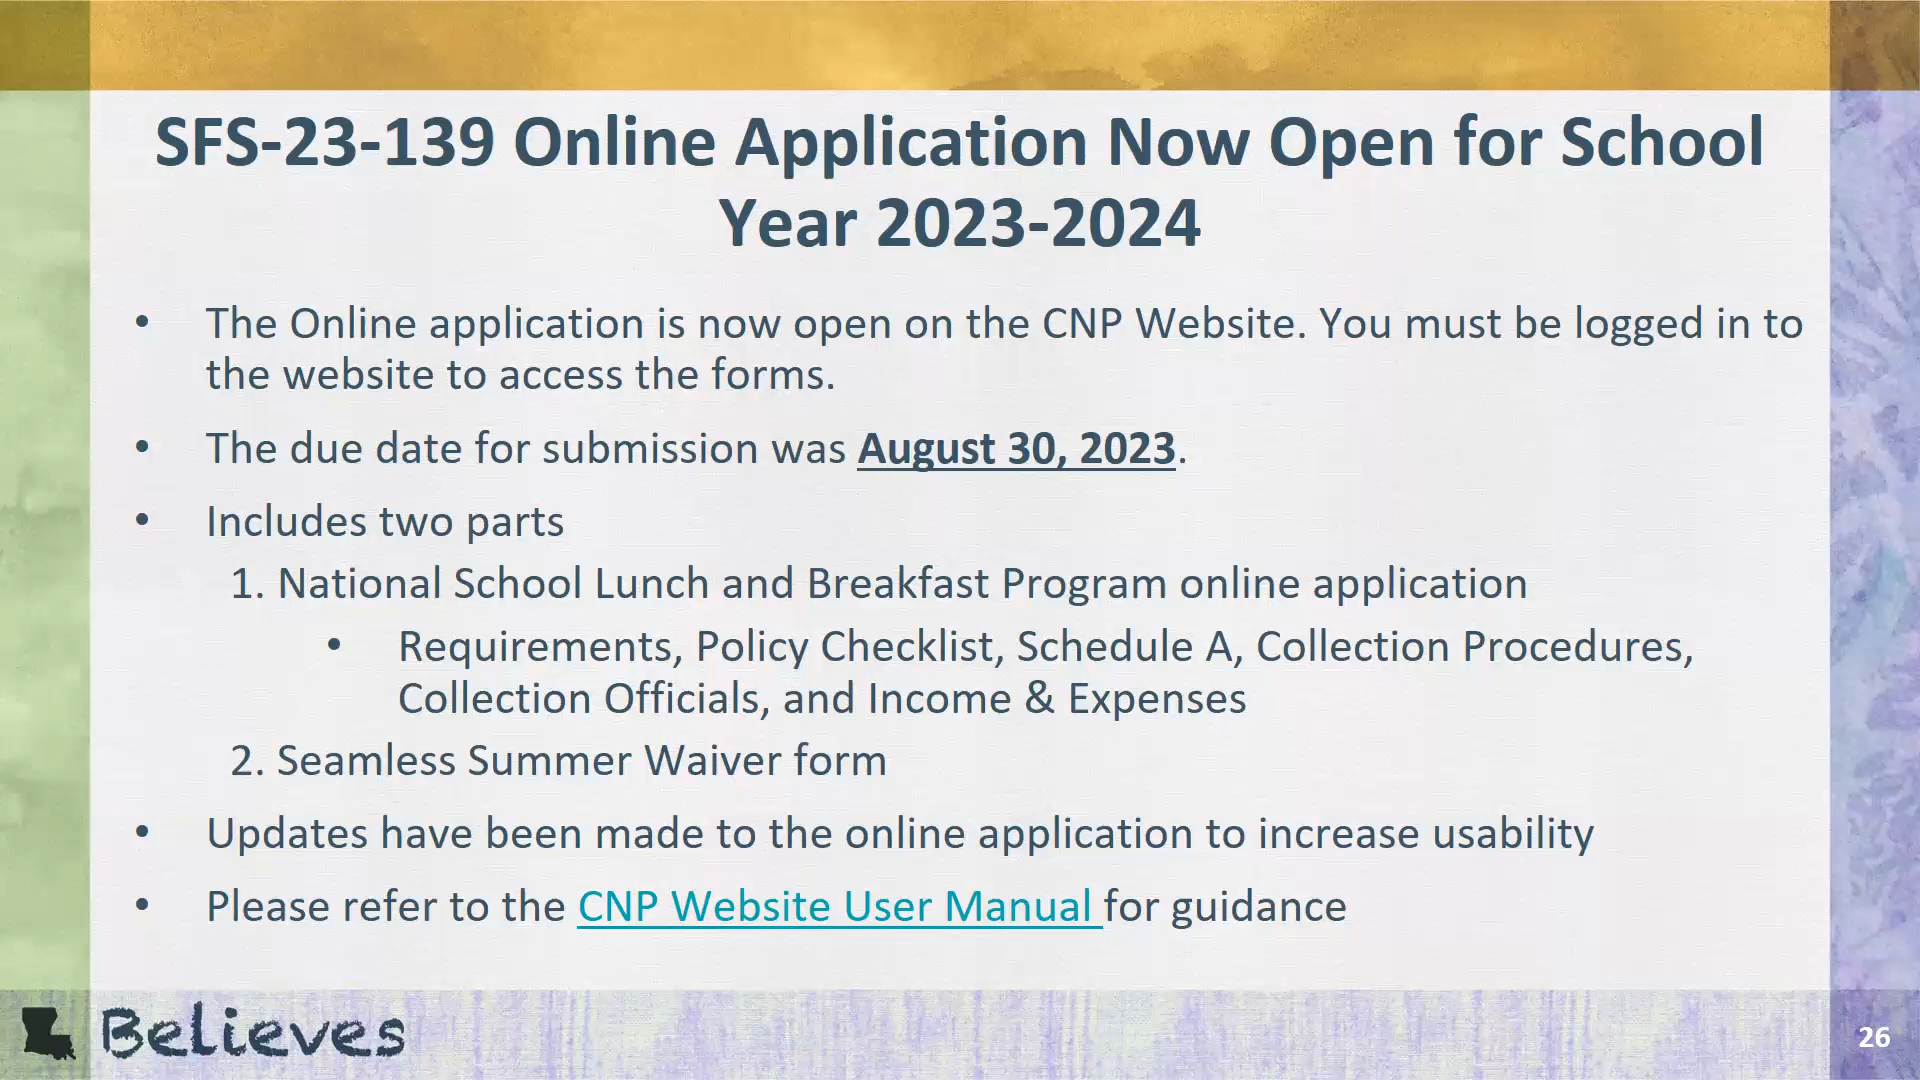 SFS-23-139 Online Application Now Open for School
Year 2023-2024
• The Online application is now open on the CNP Website. You must be logged in to
the website to access the forms.
• The due date for submission was August 30, 2023.
• Includes two parts
1. National School Lunch and Breakfast Program online application
• Requirements, Policy Checklist, Schedule A, Collection Procedures,
Collection Officials, and Income & Expenses
2. Seamless Summer Waiver form
• Updates have been made to the online application to increase usability
• Please refer to the CNP Website User Manual for guidance
Believes
26